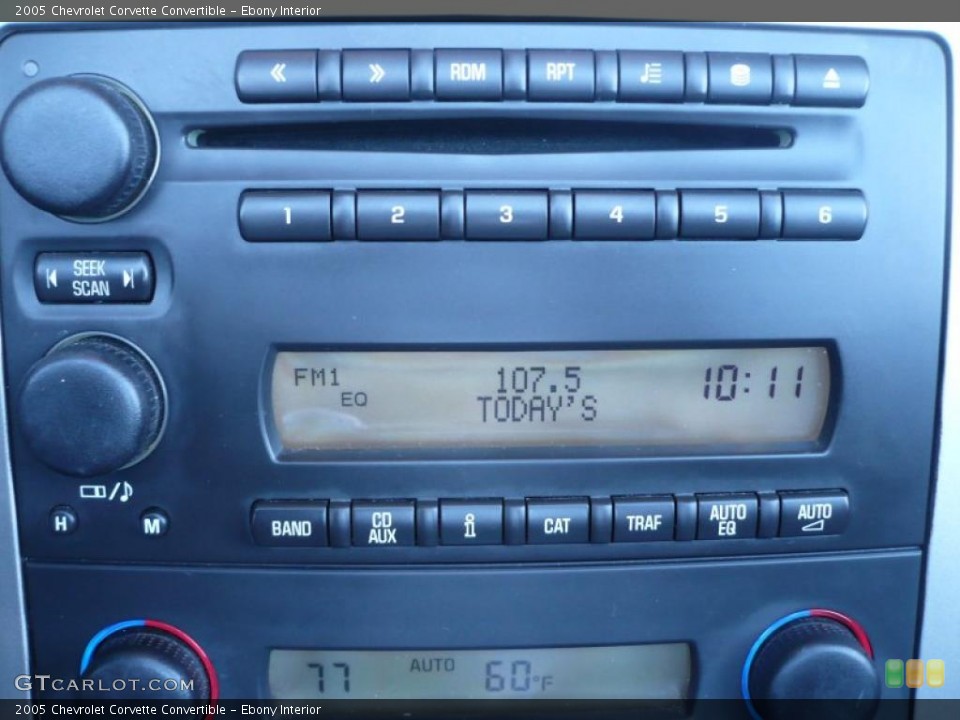 2005 Chevrolet Corvette Convertible – Ebony Interior
« » RDM RPT
1 2 3 4 5 6
SEEK
SCAN
FM1 107.5 10:11
EQ TODAY'S
H M
BAND CD AUX i CAT TRAF AUTO EQ AUTO
77 AUTO 60°F
GTCARLOT.COM
2005 Chevrolet Corvette Convertible – Ebony Interior